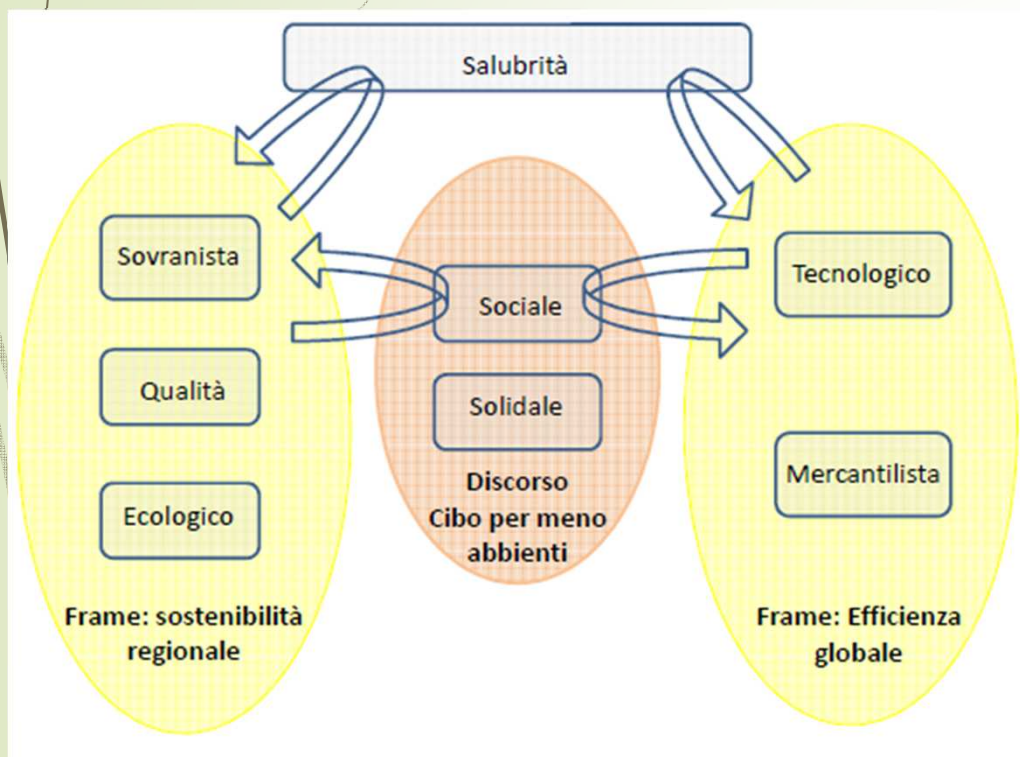 Salubrità
Sovranista
Qualità
Ecologico
Frame: sostenibilità
regionale
Sociale
Solidale
Discorso
Cibo per meno
abbienti
Tecnologico
Mercantilista
Frame: Efficienza
globale